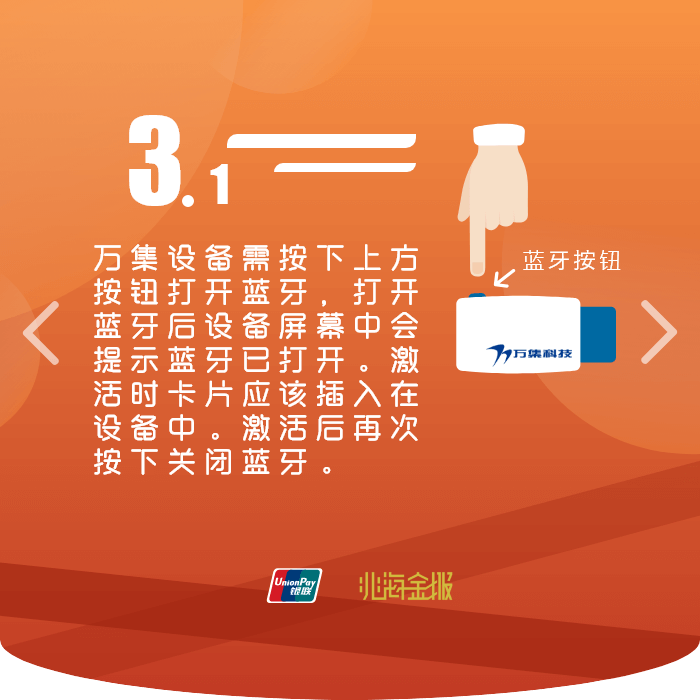 3.1
万集设备需按下上方
按钮打开蓝牙，打开
蓝牙后设备屏幕中会
提示蓝牙已打开。激
活时卡片应该插入在
设备中。激活后再次
按下关闭蓝牙。
蓝牙按钮
万集科技
UnionPay
银联
北海金服